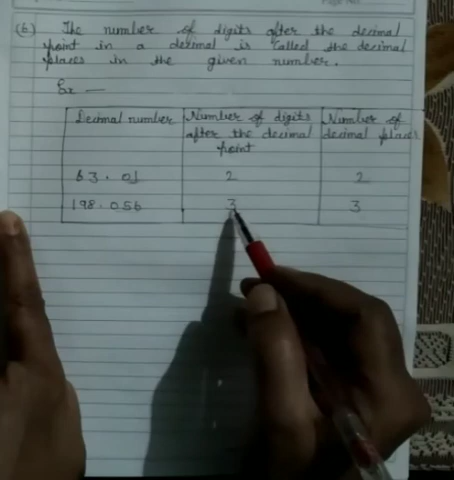 (6) The number of digits after the decimal
point in a decimal is called the decimal
places in the given number.
Ex —
Decimal number Number of digits after the decimal point Number of decimal places
63.01 2 2
198.056 3 3